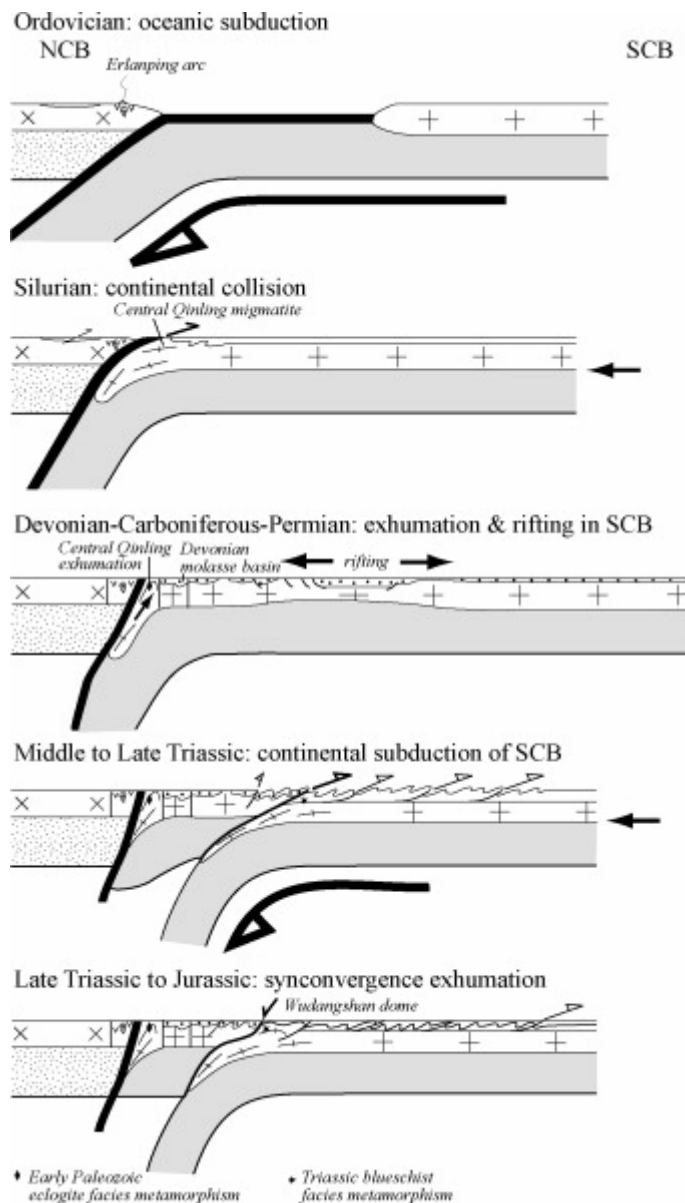 Ordovician: oceanic subduction
NCB
SCB
Erlanping arc
Silurian: continental collision
Central Qinling migmatite
Devonian-Carboniferous-Permian: exhumation & rifting in SCB
Central Qinling
exhumation
Devonian
molasse basin
rifting
Middle to Late Triassic: continental subduction of SCB
Late Triassic to Jurassic: synconvergence exhumation
Wudangshan dome
Early Paleozoic
eclogite facies metamorphism
Triassic blueschist
facies metamorphism